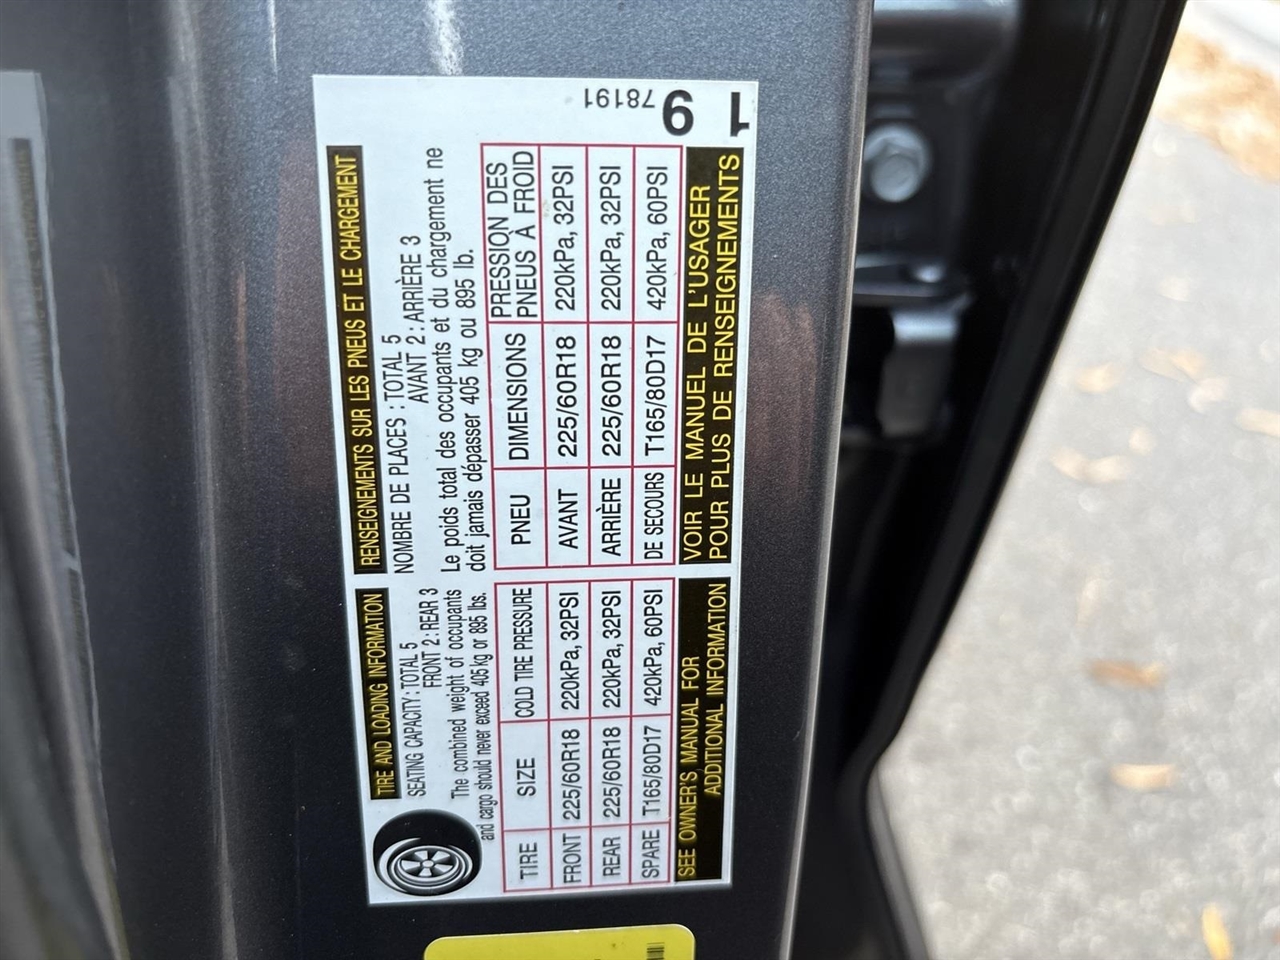 TIRE AND LOADING INFORMATION
SEATING CAPACITY : TOTAL 5
FRONT 2 : REAR 3
The combined weight of occupants
and cargo should never exceed 405 kg or 895 lbs.
TIRE SIZE COLD TIRE PRESSURE
FRONT 225/60R18 220kPa, 32PSI
REAR 225/60R18 220kPa, 32PSI
SPARE T165/80D17 420kPa, 60PSI
SEE OWNER'S MANUAL FOR
ADDITIONAL INFORMATION
RENSEIGNEMENTS SUR LES PNEUS ET LE CHARGEMENT
NOMBRE DE PLACES : TOTAL 5
AVANT 2 : ARRIÈRE 3
Le poids total des occupants et du chargement ne
doit jamais dépasser 405 kg ou 895 lb.
PNEU DIMENSIONS PRESSION DES
PNEUS À FROID
AVANT 225/60R18 220kPa, 32PSI
ARRIÈRE 225/60R18 220kPa, 32PSI
DE SECOURS T165/80D17 420kPa, 60PSI
VOIR LE MANUEL DE L'USAGER
POUR PLUS DE RENSEIGNEMENTS
78191
9
1